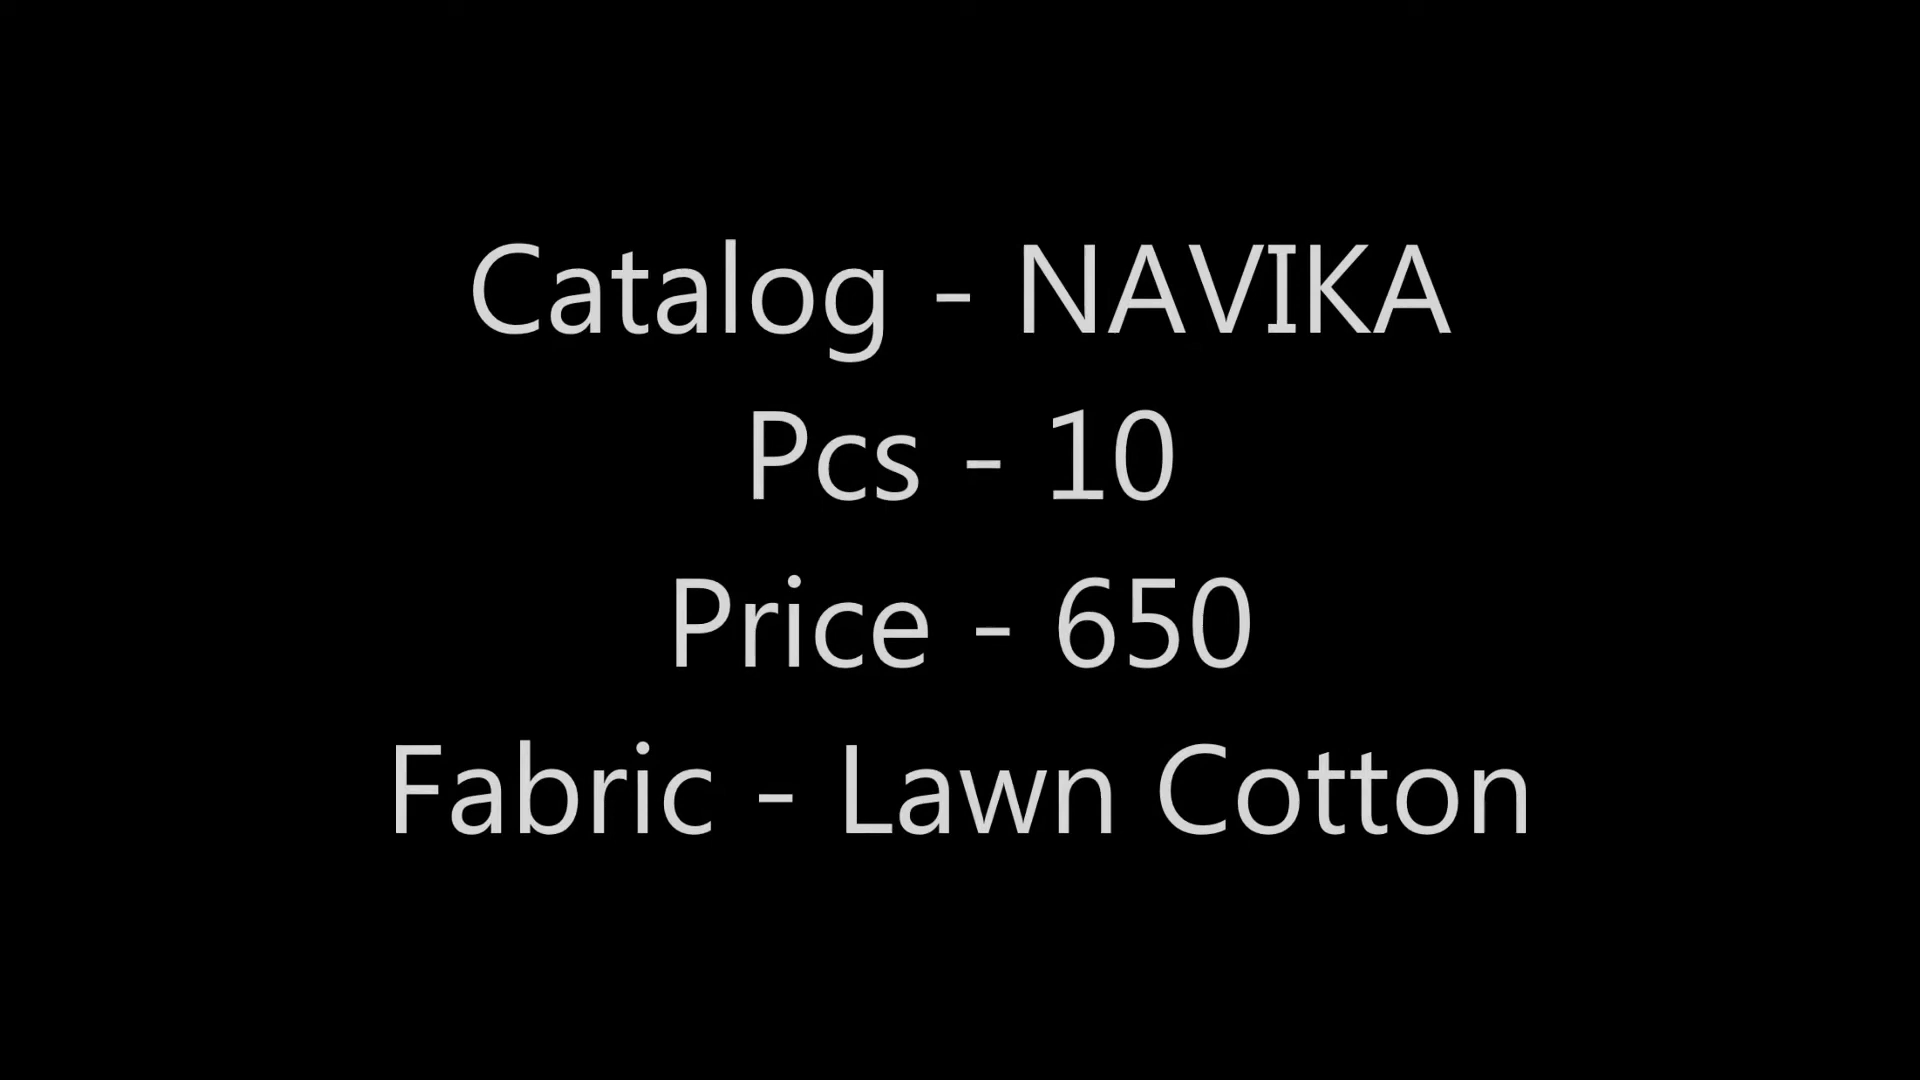 Catalog - NAVIKA
Pcs - 10
Price - 650
Fabric - Lawn Cotton